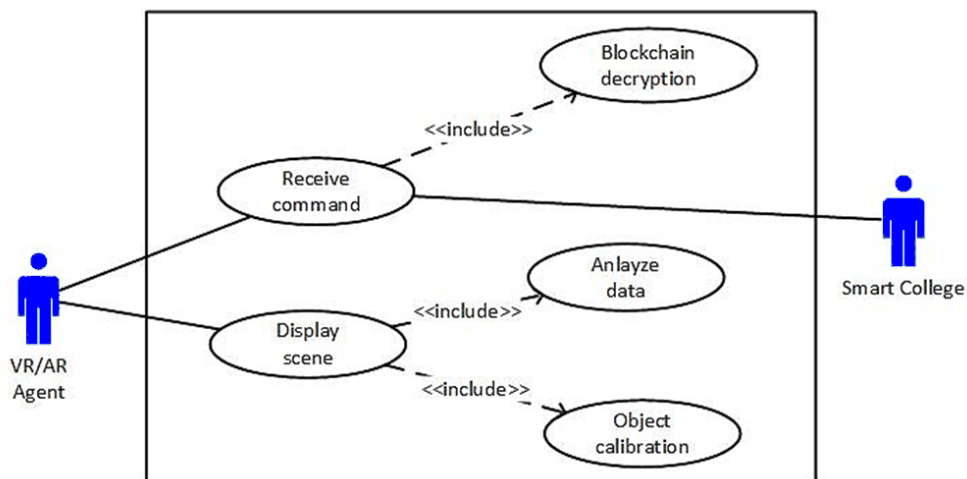 Blockchain
decryption
<<include>>
Receive
command
Smart College
Anlayze
data
<<include>>
Display
scene
VR/AR
Agent
<<include>>
Object
calibration